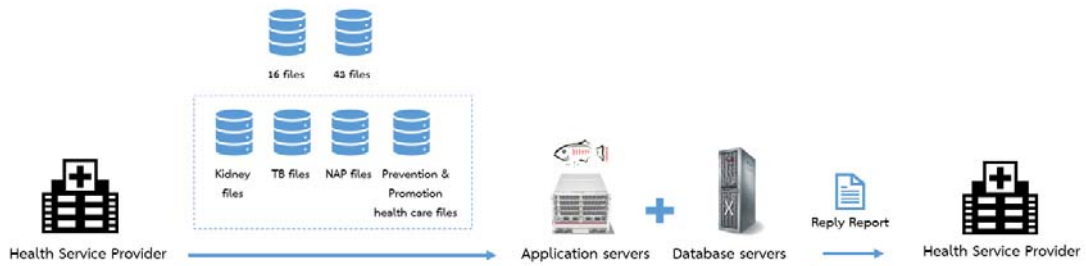 16 files
43 files
Kidney
files
TB files
NAP files
Prevention &
Promotion
health care files
Health Service Provider
Application servers
Database servers
Reply Report
Health Service Provider